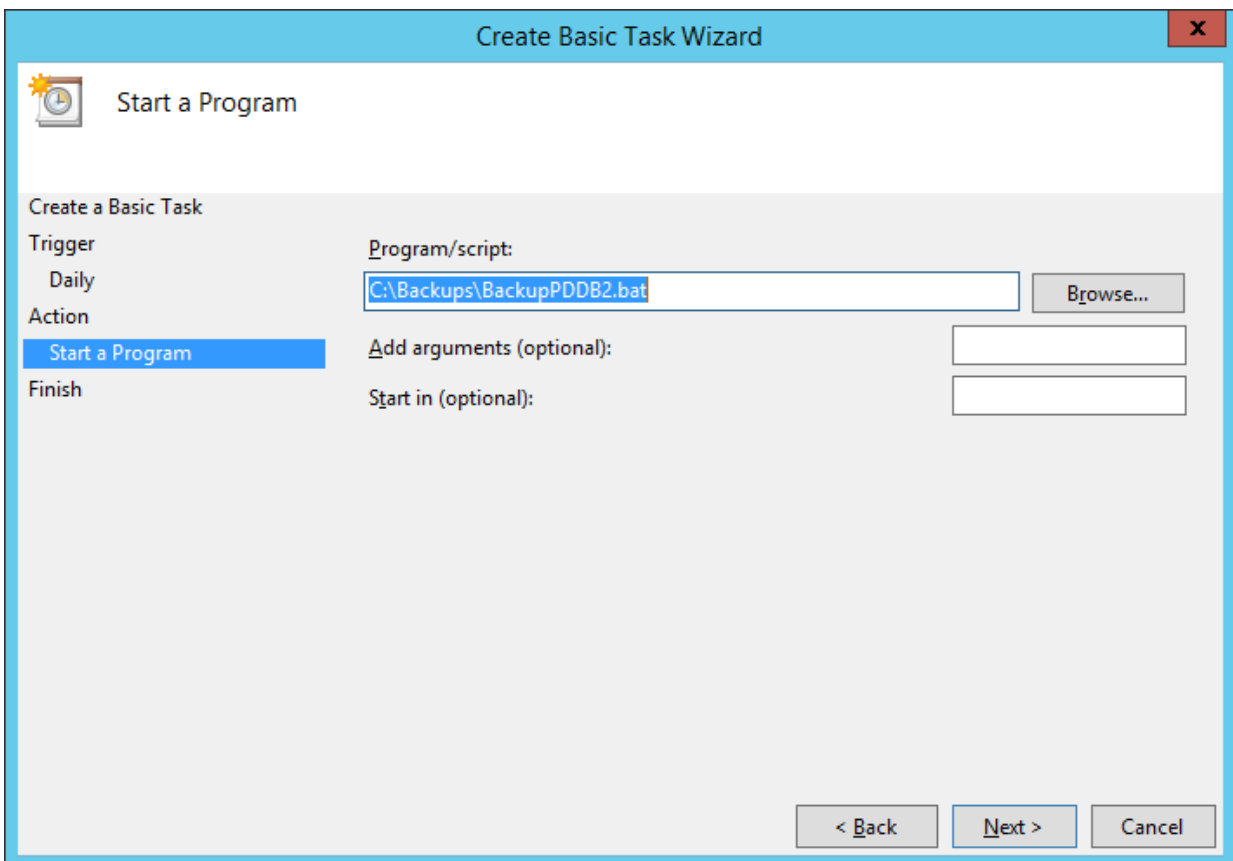 Create Basic Task Wizard
x
Start a Program
Create a Basic Task
Trigger
Daily
Action
Start a Program
Finish
Program/script:
C:\Backups\BackupPDDB2.bat
Browse...
Add arguments (optional):
Start in (optional):
< Back
Next >
Cancel